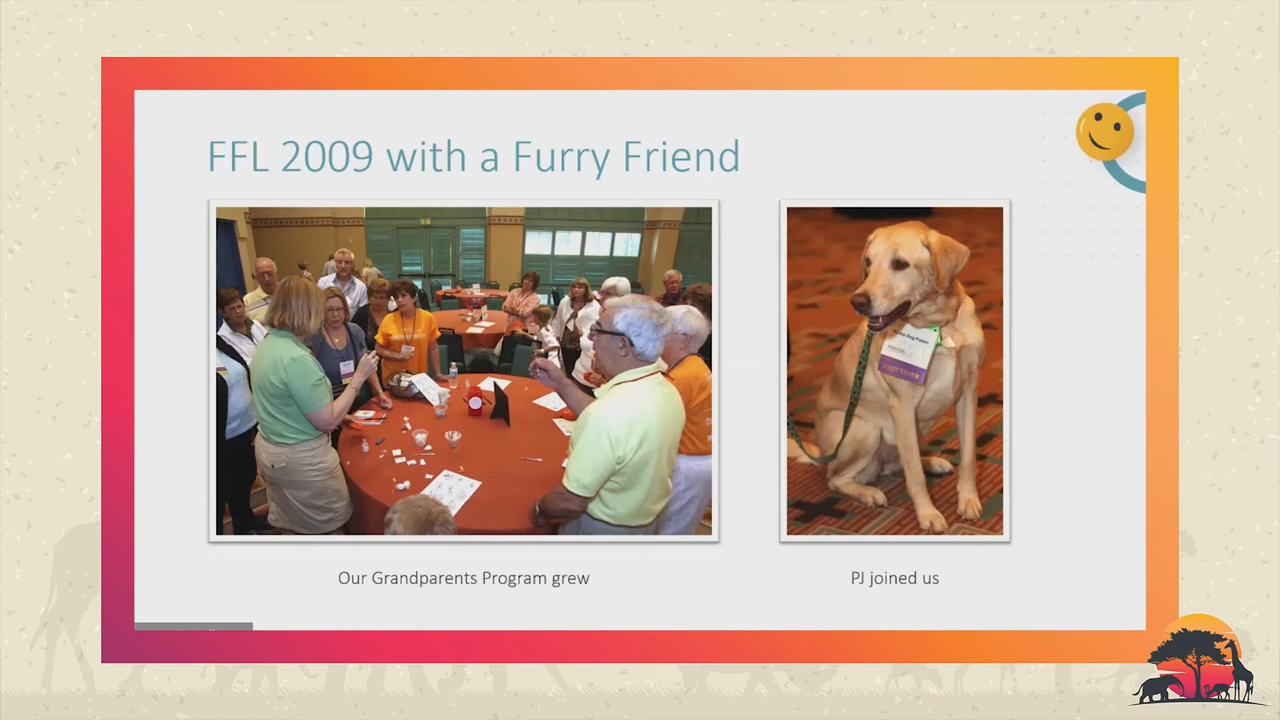 FFL 2009 with a Furry Friend
Our Grandparents Program grew
PJ joined us